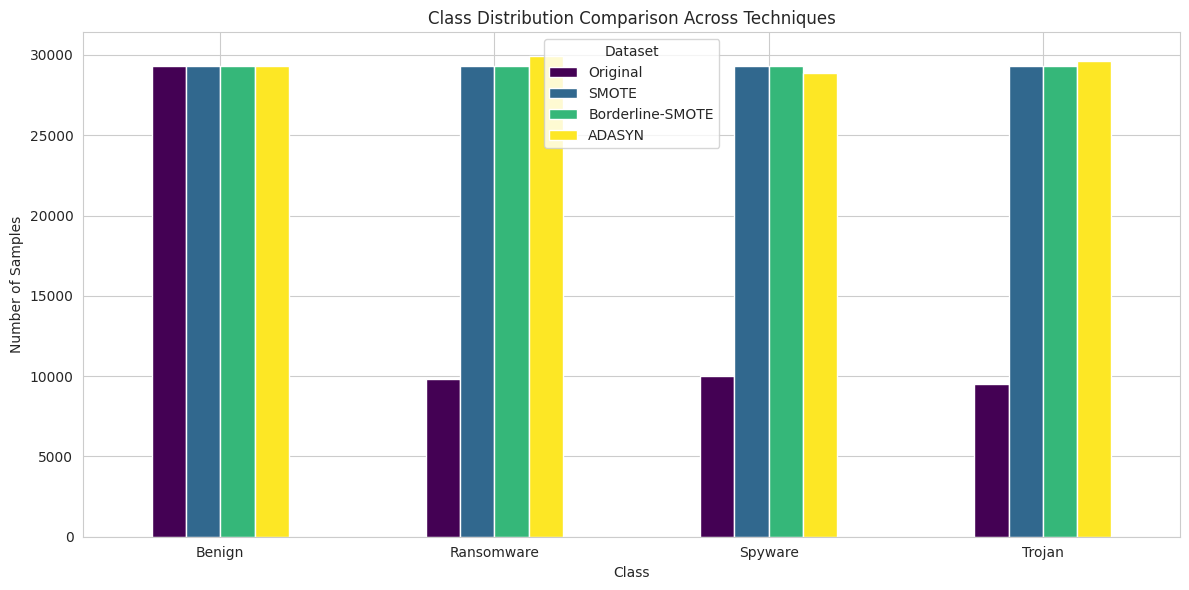 Class Distribution Comparison Across Techniques
Number of Samples
30000
25000
20000
15000
10000
5000
0
Dataset
Original
SMOTE
Borderline-SMOTE
ADASYN
Benign
Ransomware
Spyware
Trojan
Class